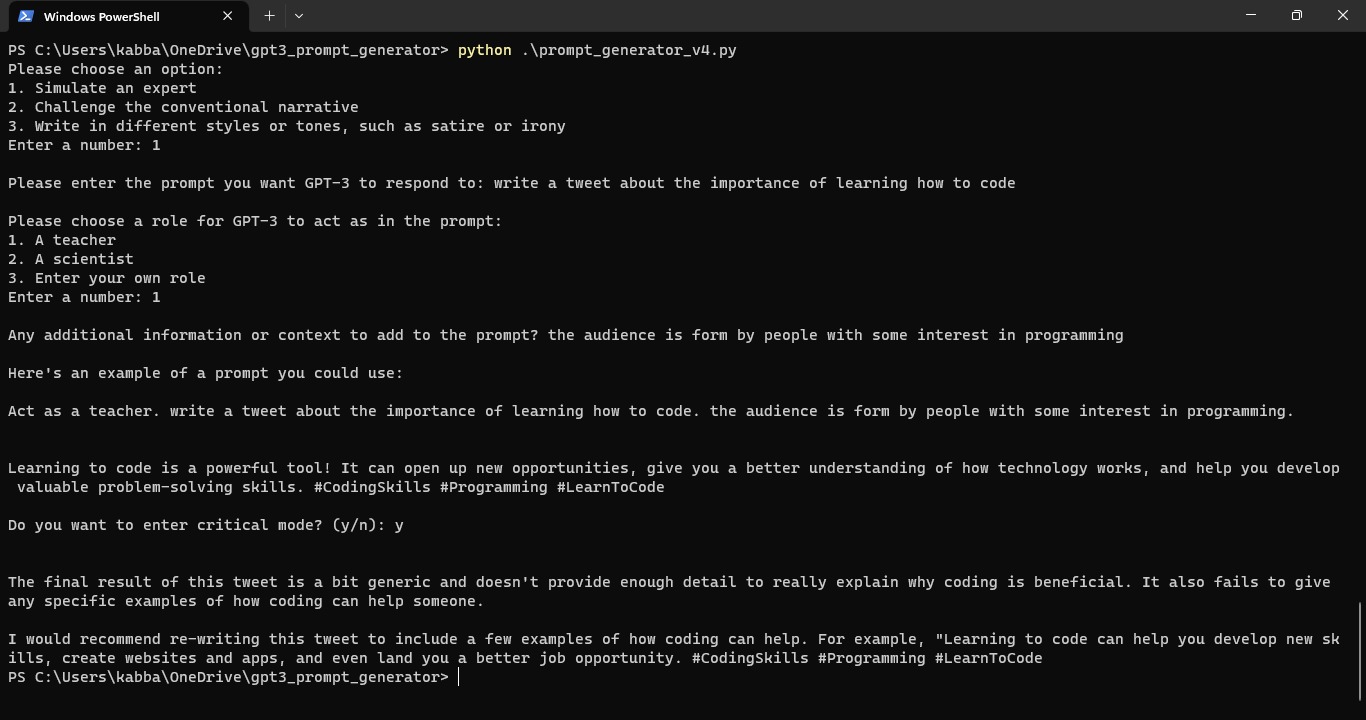 Windows PowerShell
PS C:\Users\kabba\OneDrive\gpt3_prompt_generator> python .\prompt_generator_v4.py
Please choose an option:
1. Simulate an expert
2. Challenge the conventional narrative
3. Write in different styles or tones, such as satire or irony
Enter a number: 1
Please enter the prompt you want GPT-3 to respond to: write a tweet about the importance of learning how to code
Please choose a role for GPT-3 to act as in the prompt:
1. A teacher
2. A scientist
3. Enter your own role
Enter a number: 1
Any additional information or context to add to the prompt? the audience is form by people with some interest in programming
Here's an example of a prompt you could use:
Act as a teacher. write a tweet about the importance of learning how to code. the audience is form by people with some interest in programming.
Learning to code is a powerful tool! It can open up new opportunities, give you a better understanding of how technology works, and help you develop
valuable problem-solving skills. #CodingSkills #Programming #LearnToCode
Do you want to enter critical mode? (y/n): y
The final result of this tweet is a bit generic and doesn't provide enough detail to really explain why coding is beneficial. It also fails to give
any specific examples of how coding can help someone.
I would recommend re-writing this tweet to include a few examples of how coding can help. For example, "Learning to code can help you develop new sk
ills, create websites and apps, and even land you a better job opportunity. #CodingSkills #Programming #LearnToCode
PS C:\Users\kabba\OneDrive\gpt3_prompt_generator>